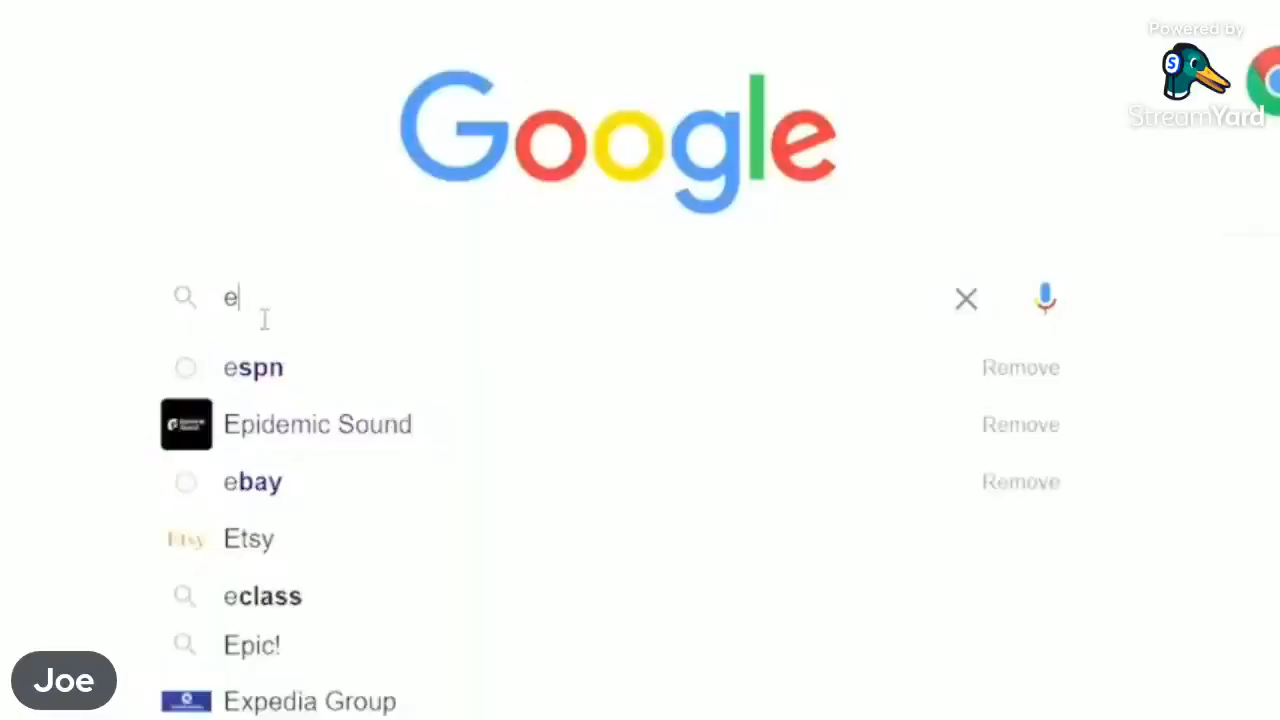 Powered by
StreamYard
Google
e
espn Remove
Epidemic Sound Remove
ebay Remove
Etsy
eclass
Epic!
Joe
Expedia Group